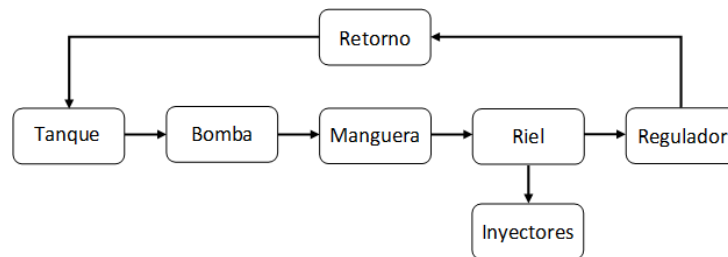 Retorno
Tanque
Bomba
Manguera
Riel
Regulador
Inyectores